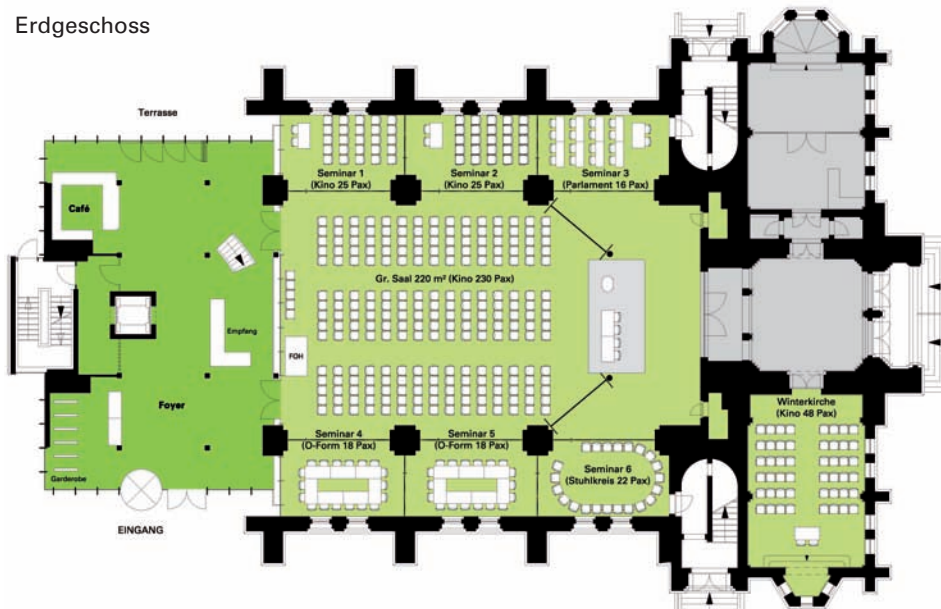 Erdgeschoss
Terrasse
Seminar 1
(Kino 25 Pax)
Seminar 2
(Kino 25 Pax)
Seminar 3
(Parlament 16 Pax)
Café
Gr. Saal 220 m² (Kino 230 Pax)
Empfang
FOH
Foyer
Winterkirche
(Kino 48 Pax)
Seminar 4
(O-Form 18 Pax)
Seminar 5
(O-Form 18 Pax)
Seminar 6
(Stuhlkreis 22 Pax)
Garderobe
EINGANG